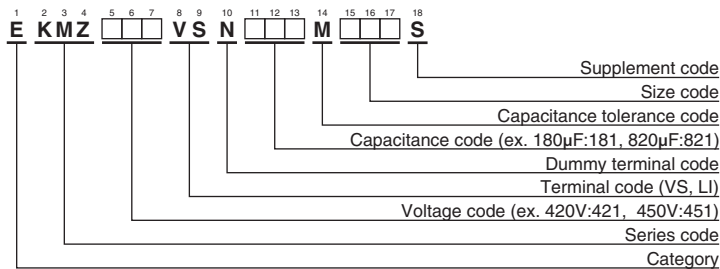 1 2 3 4 5 6 7 8 9 10 11 12 13 14 15 16 17 18
E KMZ □□□ VS N □□□ M □□□ S
Supplement code
Size code
Capacitance tolerance code
Capacitance code (ex. 180µF:181, 820µF:821)
Dummy terminal code
Terminal code (VS, LI)
Voltage code (ex. 420V:421, 450V:451)
Series code
Category